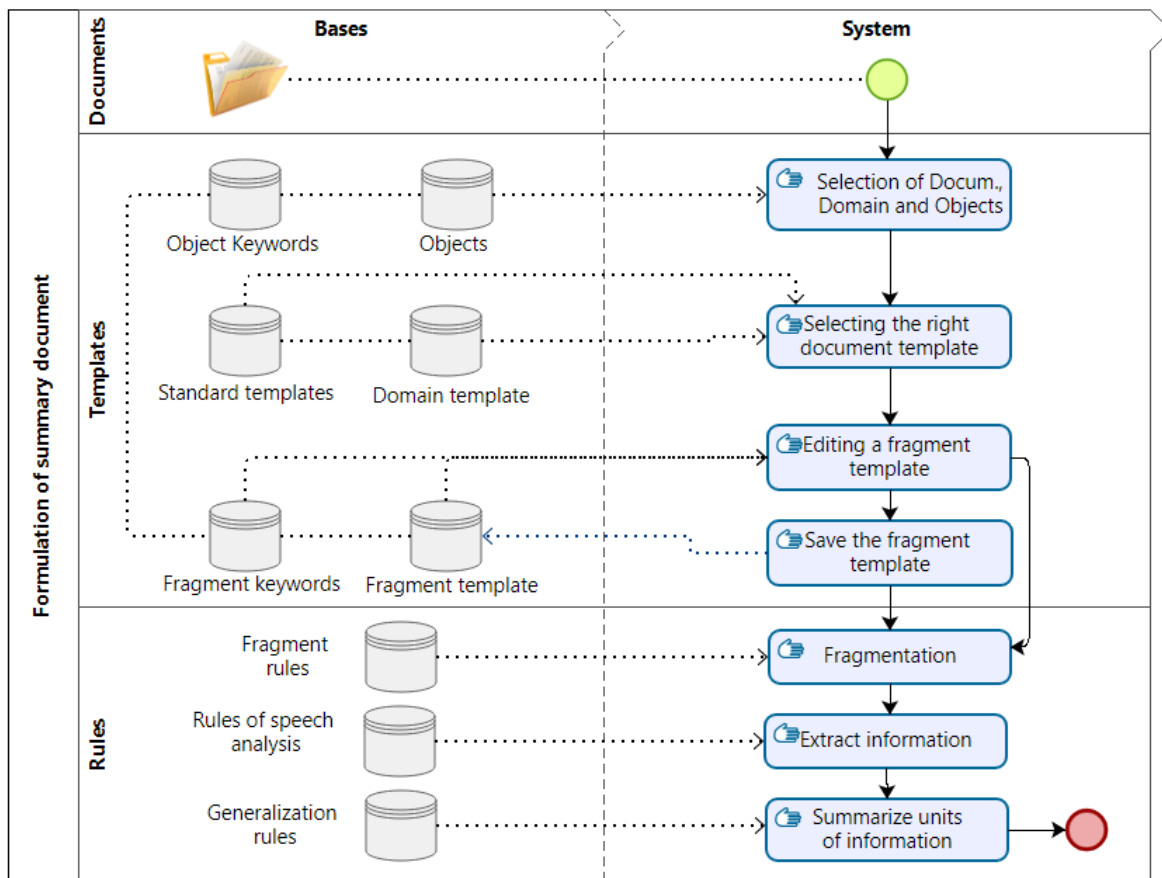 Formulation of summary document
Bases
System
Documents
Templates
Selection of Docum.,
Domain and Objects
Object Keywords
Objects
Selecting the right
document template
Standard templates
Domain template
Editing a fragment
template
Save the fragment
template
Fragment keywords
Fragment template
Rules
Fragment
rules
Fragmentation
Rules of speech
analysis
Extract information
Generalization
rules
Summarize units
of information